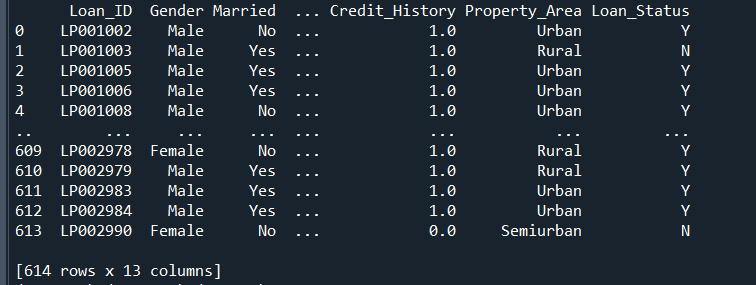 Loan_ID Gender Married ... Credit_History Property_Area Loan_Status
0 LP001002 Male No ... 1.0 Urban Y
1 LP001003 Male Yes ... 1.0 Rural N
2 LP001005 Male Yes ... 1.0 Urban Y
3 LP001006 Male Yes ... 1.0 Urban Y
4 LP001008 Male No ... 1.0 Urban Y
.. ... ... ... ... ... ... ...
609 LP002978 Female No ... 1.0 Rural Y
610 LP002979 Male Yes ... 1.0 Rural Y
611 LP002983 Male Yes ... 1.0 Urban Y
612 LP002984 Male Yes ... 1.0 Urban Y
613 LP002990 Female No ... 0.0 Semiurban N
[614 rows x 13 columns]